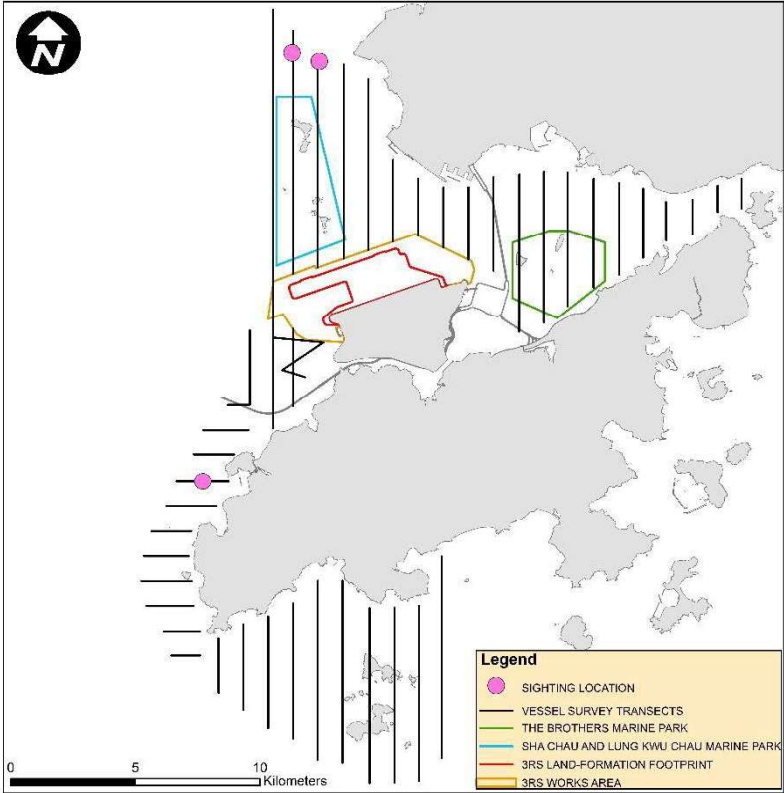 N
Legend
SIGHTING LOCATION
VESSEL SURVEY TRANSECTS
THE BROTHERS MARINE PARK
SHA CHAU AND LUNG KWU CHAU MARINE PARK
3RS LAND-FORMATION FOOTPRINT
3RS WORKS AREA
0 5 10
Kilometers